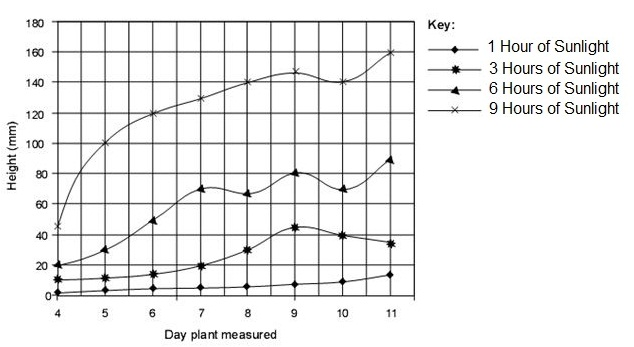 180
160
140
120
100
80
60
40
20
0
Height (mm)
4 5 6 7 8 9 10 11
Day plant measured
Key:
1 Hour of Sunlight
3 Hours of Sunlight
6 Hours of Sunlight
9 Hours of Sunlight